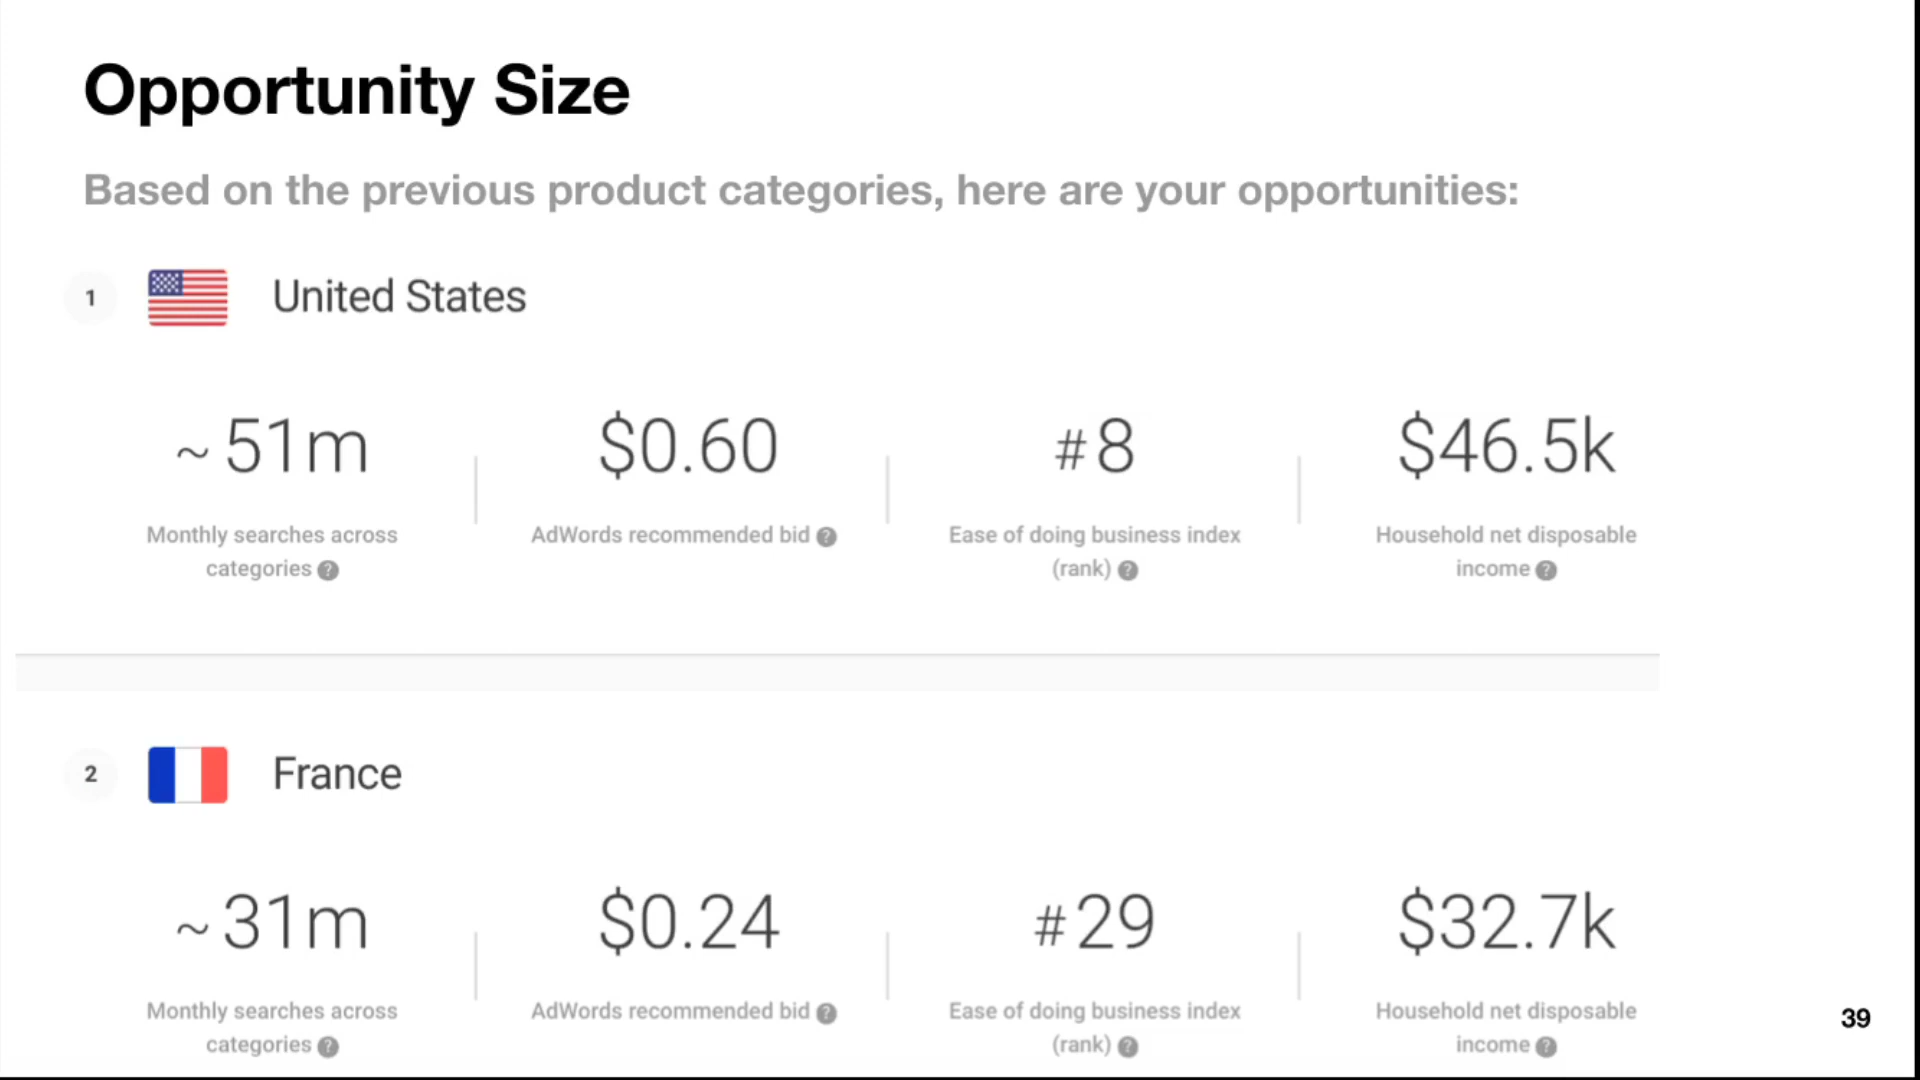 Opportunity Size
Based on the previous product categories, here are your opportunities:
1 United States
~ 51m $0.60 #8 $46.5k
Monthly searches across AdWords recommended bid ? Ease of doing business index Household net disposable
categories ? (rank) ? income ?
2 France
~ 31m $0.24 #29 $32.7k
Monthly searches across AdWords recommended bid ? Ease of doing business index Household net disposable
categories ? (rank) ? income ?
39